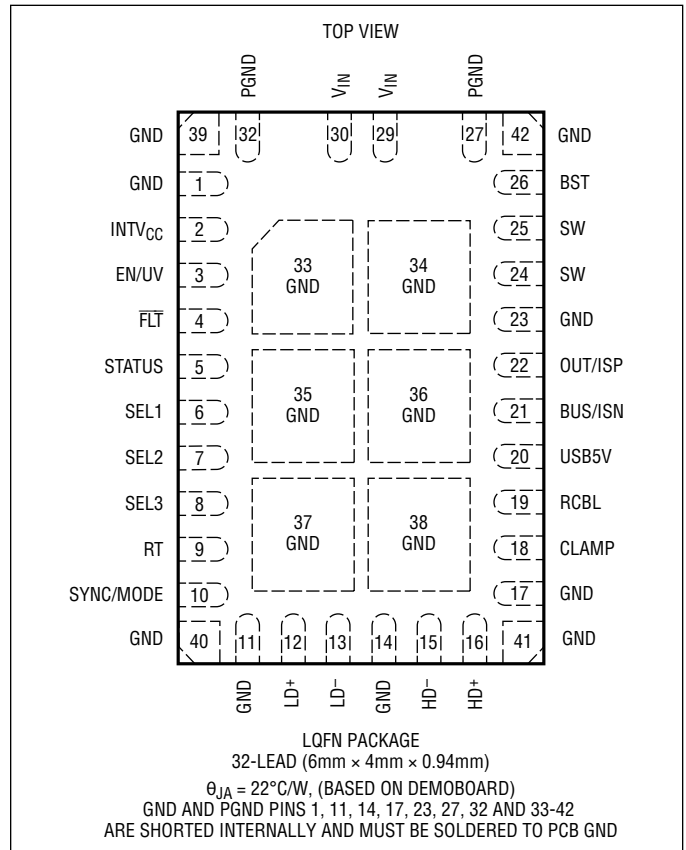 TOP VIEW
PGND
VIN
VIN
PGND
GND 39 32 30 29 27 42 GND
GND 1 26 BST
INTVCC 2 25 SW
EN/UV 3 24 SW
33 GND
34 GND
FLT 4 23 GND
STATUS 5 22 OUT/ISP
SEL1 6 21 BUS/ISN
35 GND
36 GND
SEL2 7 20 USB5V
SEL3 8 19 RCBL
37 GND
38 GND
RT 9 18 CLAMP
SYNC/MODE 10 17 GND
GND 40 11 12 13 14 15 16 41 GND
GND
LD+
LD–
GND
HD–
HD+
LQFN PACKAGE
32-LEAD (6mm × 4mm × 0.94mm)
θJA = 22°C/W, (BASED ON DEMOBOARD)
GND AND PGND PINS 1, 11, 14, 17, 23, 27, 32 AND 33-42
ARE SHORTED INTERNALLY AND MUST BE SOLDERED TO PCB GND